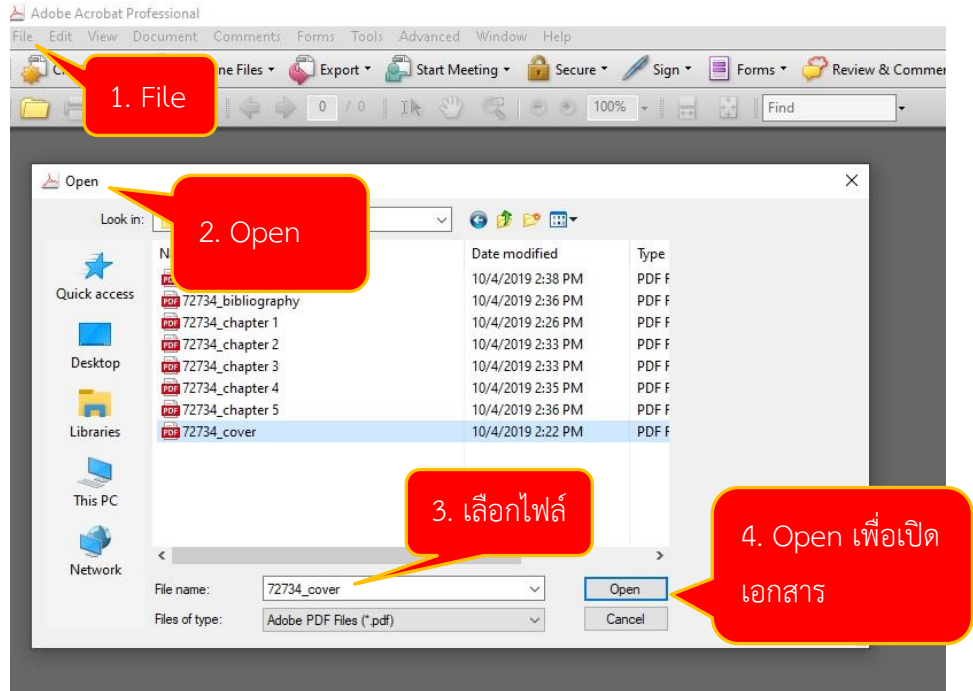 Adobe Acrobat Professional
File Edit View Document Comments Forms Tools Advanced Window Help
ne Files Export Start Meeting Secure Sign Forms Review & Commen
1. File
0 / 0 100% Find
Open
2. Open
Look in:
Date modified Type
10/4/2019 2:38 PM PDF F
Quick access
72734_bibliography 10/4/2019 2:36 PM PDF F
72734_chapter 1 10/4/2019 2:26 PM PDF F
72734_chapter 2 10/4/2019 2:33 PM PDF F
Desktop
72734_chapter 3 10/4/2019 2:33 PM PDF F
72734_chapter 4 10/4/2019 2:35 PM PDF F
72734_chapter 5 10/4/2019 2:36 PM PDF F
Libraries
72734_cover 10/4/2019 2:22 PM PDF F
This PC
3. เลือกไฟล์
4. Open เพื่อเปิด
เอกสาร
Network
File name: 72734_cover Open
Files of type: Adobe PDF Files (*.pdf) Cancel